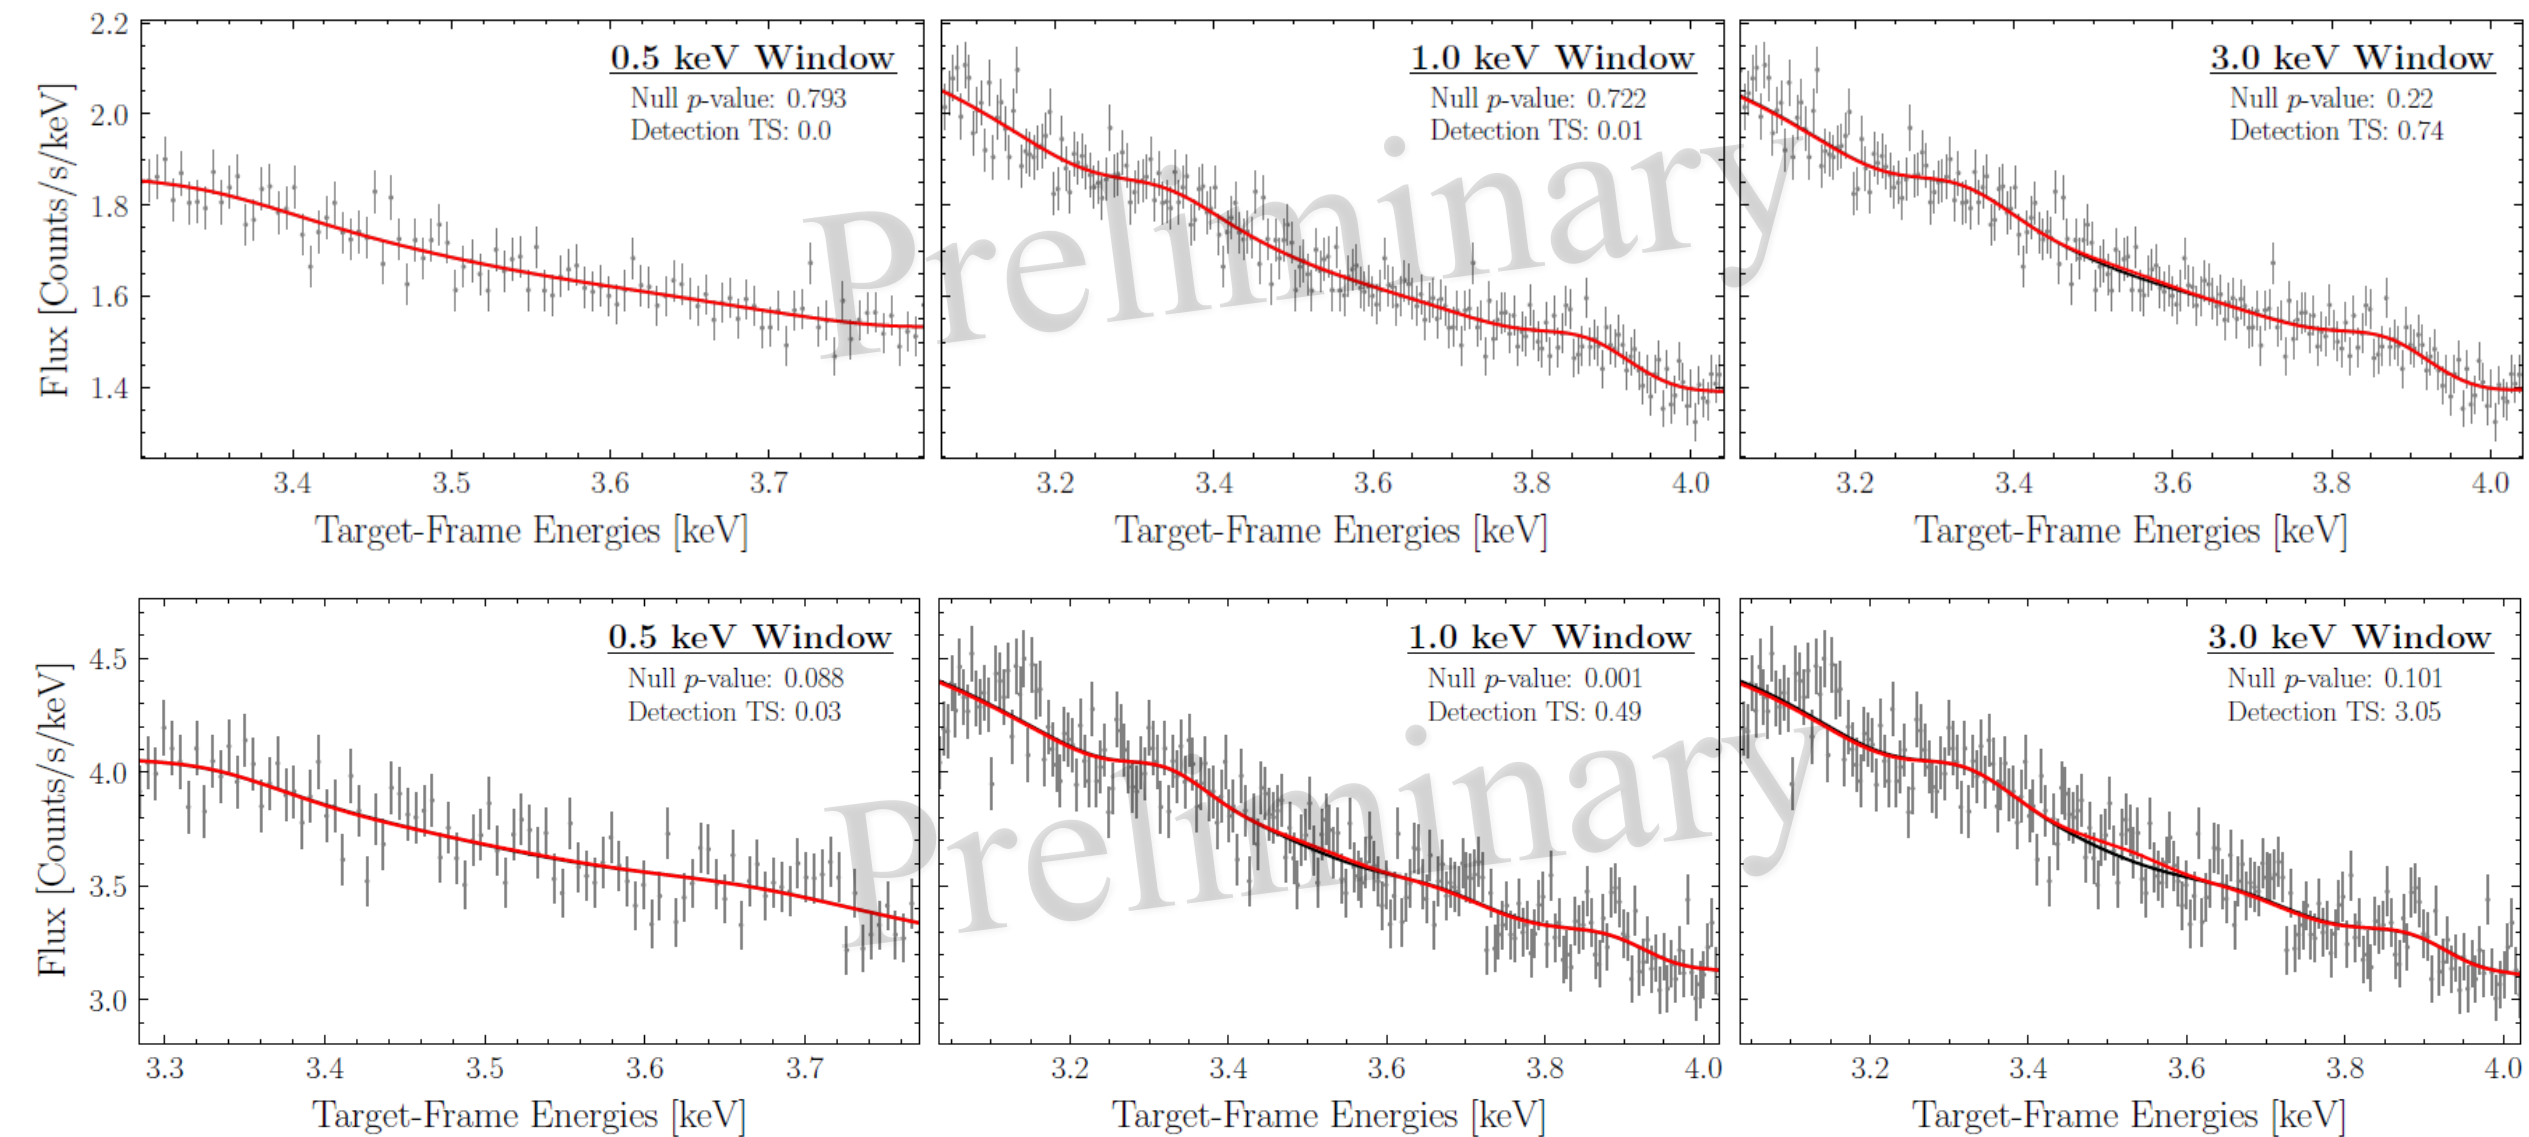 2.2
2.0
1.8
1.6
1.4
Flux [Counts/s/keV]
0.5 keV Window
Null p-value: 0.793
Detection TS: 0.0
3.4 3.5 3.6 3.7
Target-Frame Energies [keV]
1.0 keV Window
Null p-value: 0.722
Detection TS: 0.01
3.2 3.4 3.6 3.8 4.0
Target-Frame Energies [keV]
3.0 keV Window
Null p-value: 0.22
Detection TS: 0.74
3.2 3.4 3.6 3.8 4.0
Target-Frame Energies [keV]
Preliminary
4.5
4.0
3.5
3.0
Flux [Counts/s/keV]
0.5 keV Window
Null p-value: 0.088
Detection TS: 0.03
3.3 3.4 3.5 3.6 3.7
Target-Frame Energies [keV]
1.0 keV Window
Null p-value: 0.001
Detection TS: 0.49
3.2 3.4 3.6 3.8 4.0
Target-Frame Energies [keV]
3.0 keV Window
Null p-value: 0.101
Detection TS: 3.05
3.2 3.4 3.6 3.8 4.0
Target-Frame Energies [keV]
Preliminary